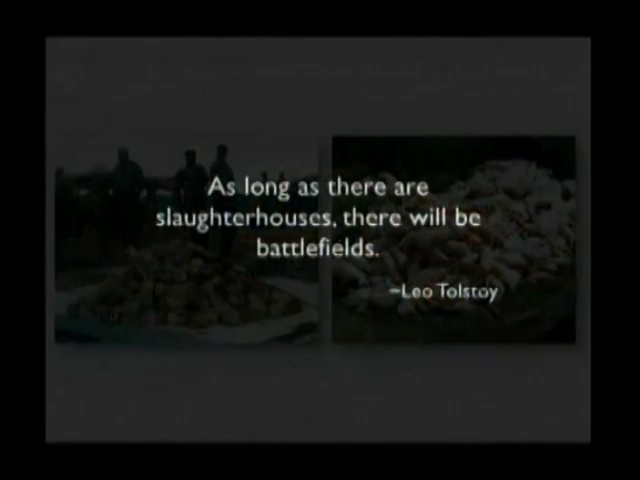 As long as there are
slaughterhouses, there will be
battlefields.
–Leo Tolstoy